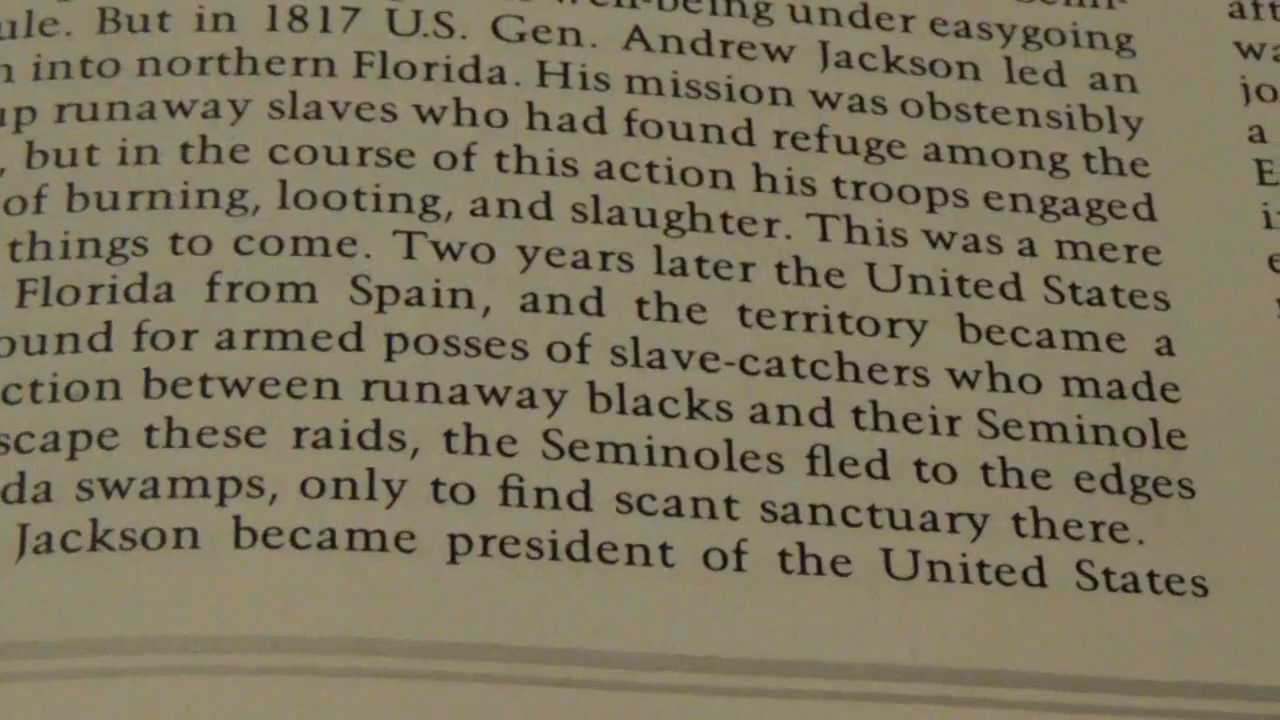 under easygoing
ule. But in 1817 U.S. Gen. Andrew Jackson led an
n into northern Florida. His mission was obstensibly
up runaway slaves who had found refuge among the
, but in the course of this action his troops engaged
of burning, looting, and slaughter. This was a mere
things to come. Two years later the United States
Florida from Spain, and the territory became a
ound for armed posses of slave-catchers who made
ction between runaway blacks and their Seminole
scape these raids, the Seminoles fled to the edges
da swamps, only to find scant sanctuary there.
Jackson became president of the United States
wa
jo
a
E